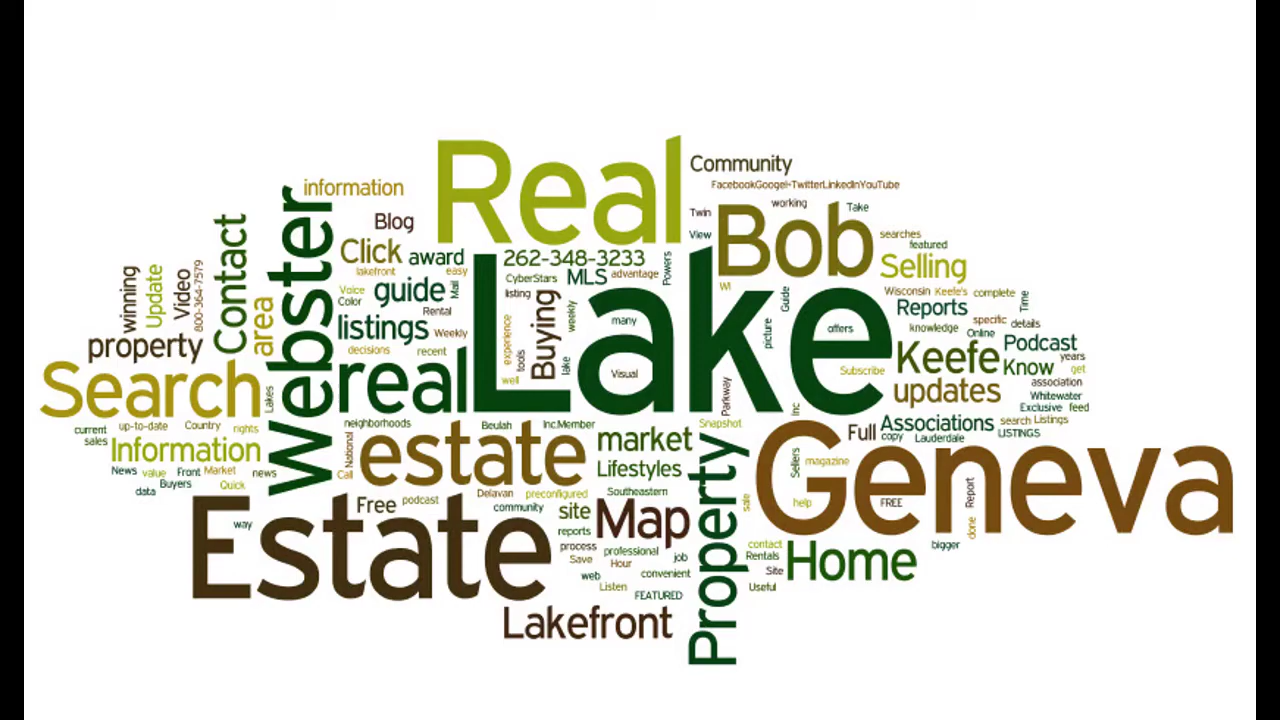 Real
Community
FacebookGoogel+TwitterLinkedInYouTube
information
working
Take
Twin
Bob
Blog
View
searches
featured
Click
award
262-348-3233
Selling
lakefront
easy
CyberStars
MLS
advantage
Powers
WI
Contact
webster
winning
Update
Video
800-364-7579
Voice
Color
guide
Mail
listing
Buying
weekly
Lake
Guide
Wisconsin
Keefe's
complete
Time
Reports
Rental
area
listings
Weekly
experience
many
picture
offers
knowledge
specific
details
Online
property
decisions
recent
tools
lake
Keefe
Podcast
years
Know
get
Search
real
well
Visual
Subscribe
association
updates
Whitewater
Lakes
Parkway
Inc
Exclusive
feed
current
sales
up-to-date
Country
rights
neighborhoods
Beulah
Inc.Member
Snapshot
Full
Associations
search
Listings
copy
Lauderdale
LISTINGS
Information
National
estate
market
Geneva
Call
Lifestyles
Sellers
magazine
News
value
Front
Market
news
Buyers
Quick
data
Property
Estate
Free
podcast
Delavan
preconfigured
Southeastern
sale
help
FREE
Report
way
community
site
Map
done
reports
process
professional
job
contact
bigger
Save
Hour
Rentals
Home
web
convenient
Site
Listen
FEATURED
Useful
Lakefront